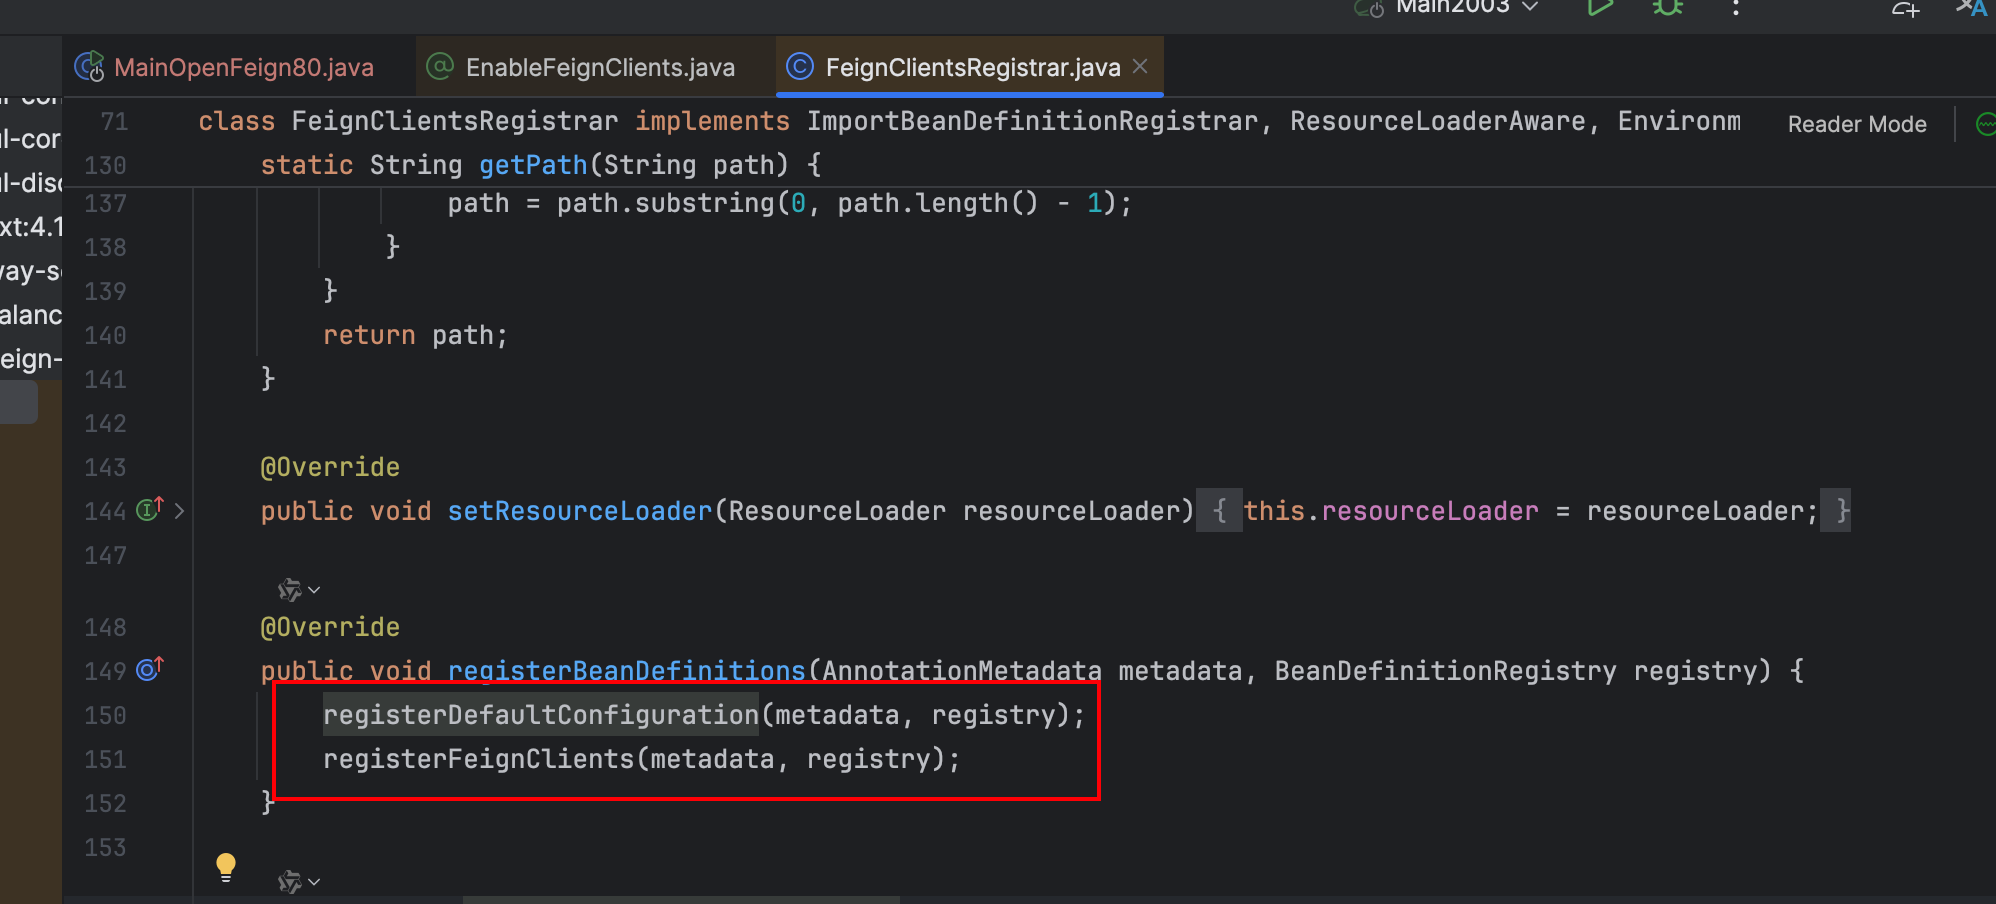 Main2003
MainOpenFeign80.java EnableFeignClients.java FeignClientsRegistrar.java
71 class FeignClientsRegistrar implements ImportBeanDefinitionRegistrar, ResourceLoaderAware, Environm Reader Mode
130 static String getPath(String path) {
137 path = path.substring(0, path.length() - 1);
138 }
139 }
140 return path;
141 }
142
143 @Override
144 public void setResourceLoader(ResourceLoader resourceLoader) { this.resourceLoader = resourceLoader; }
147
148 @Override
149 public void registerBeanDefinitions(AnnotationMetadata metadata, BeanDefinitionRegistry registry) {
150 registerDefaultConfiguration(metadata, registry);
151 registerFeignClients(metadata, registry);
152 }
153
l-cor
l-disc
xt:4.1
way-se
alanc
eign-